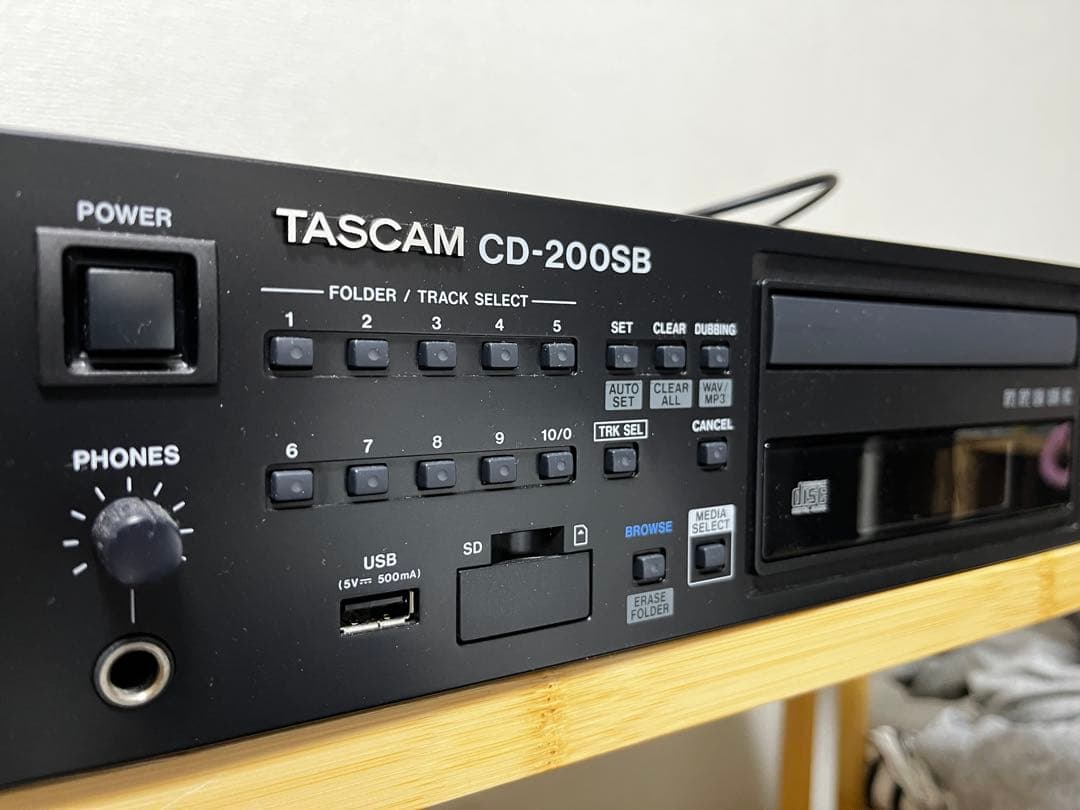 POWER
TASCAM CD-200SB
FOLDER / TRACK SELECT
1 2 3 4 5
SET CLEAR DUBBING
AUTO SET
CLEAR ALL
WAV/ MP3
6 7 8 9 10/0
TRK SEL
CANCEL
PHONES
USB
(5V⎓ 500mA)
SD
BROWSE
ERASE FOLDER
MEDIA SELECT
disc
DIGITAL AUDIO